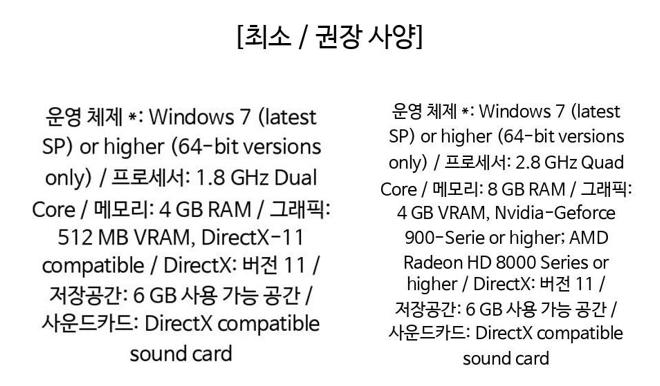 [최소 / 권장 사양]
운영 체제 *: Windows 7 (latest
SP) or higher (64-bit versions
only) / 프로세서: 1.8 GHz Dual
Core / 메모리: 4 GB RAM / 그래픽:
512 MB VRAM, DirectX-11
compatible / DirectX: 버전 11 /
저장공간: 6 GB 사용 가능 공간 /
사운드카드: DirectX compatible
sound card
운영 체제 *: Windows 7 (latest
SP) or higher (64-bit versions
only) / 프로세서: 2.8 GHz Quad
Core / 메모리: 8 GB RAM / 그래픽:
4 GB VRAM, Nvidia-Geforce
900-Serie or higher; AMD
Radeon HD 8000 Series or
higher / DirectX: 버전 11 /
저장공간: 6 GB 사용 가능 공간 /
사운드카드: DirectX compatible
sound card